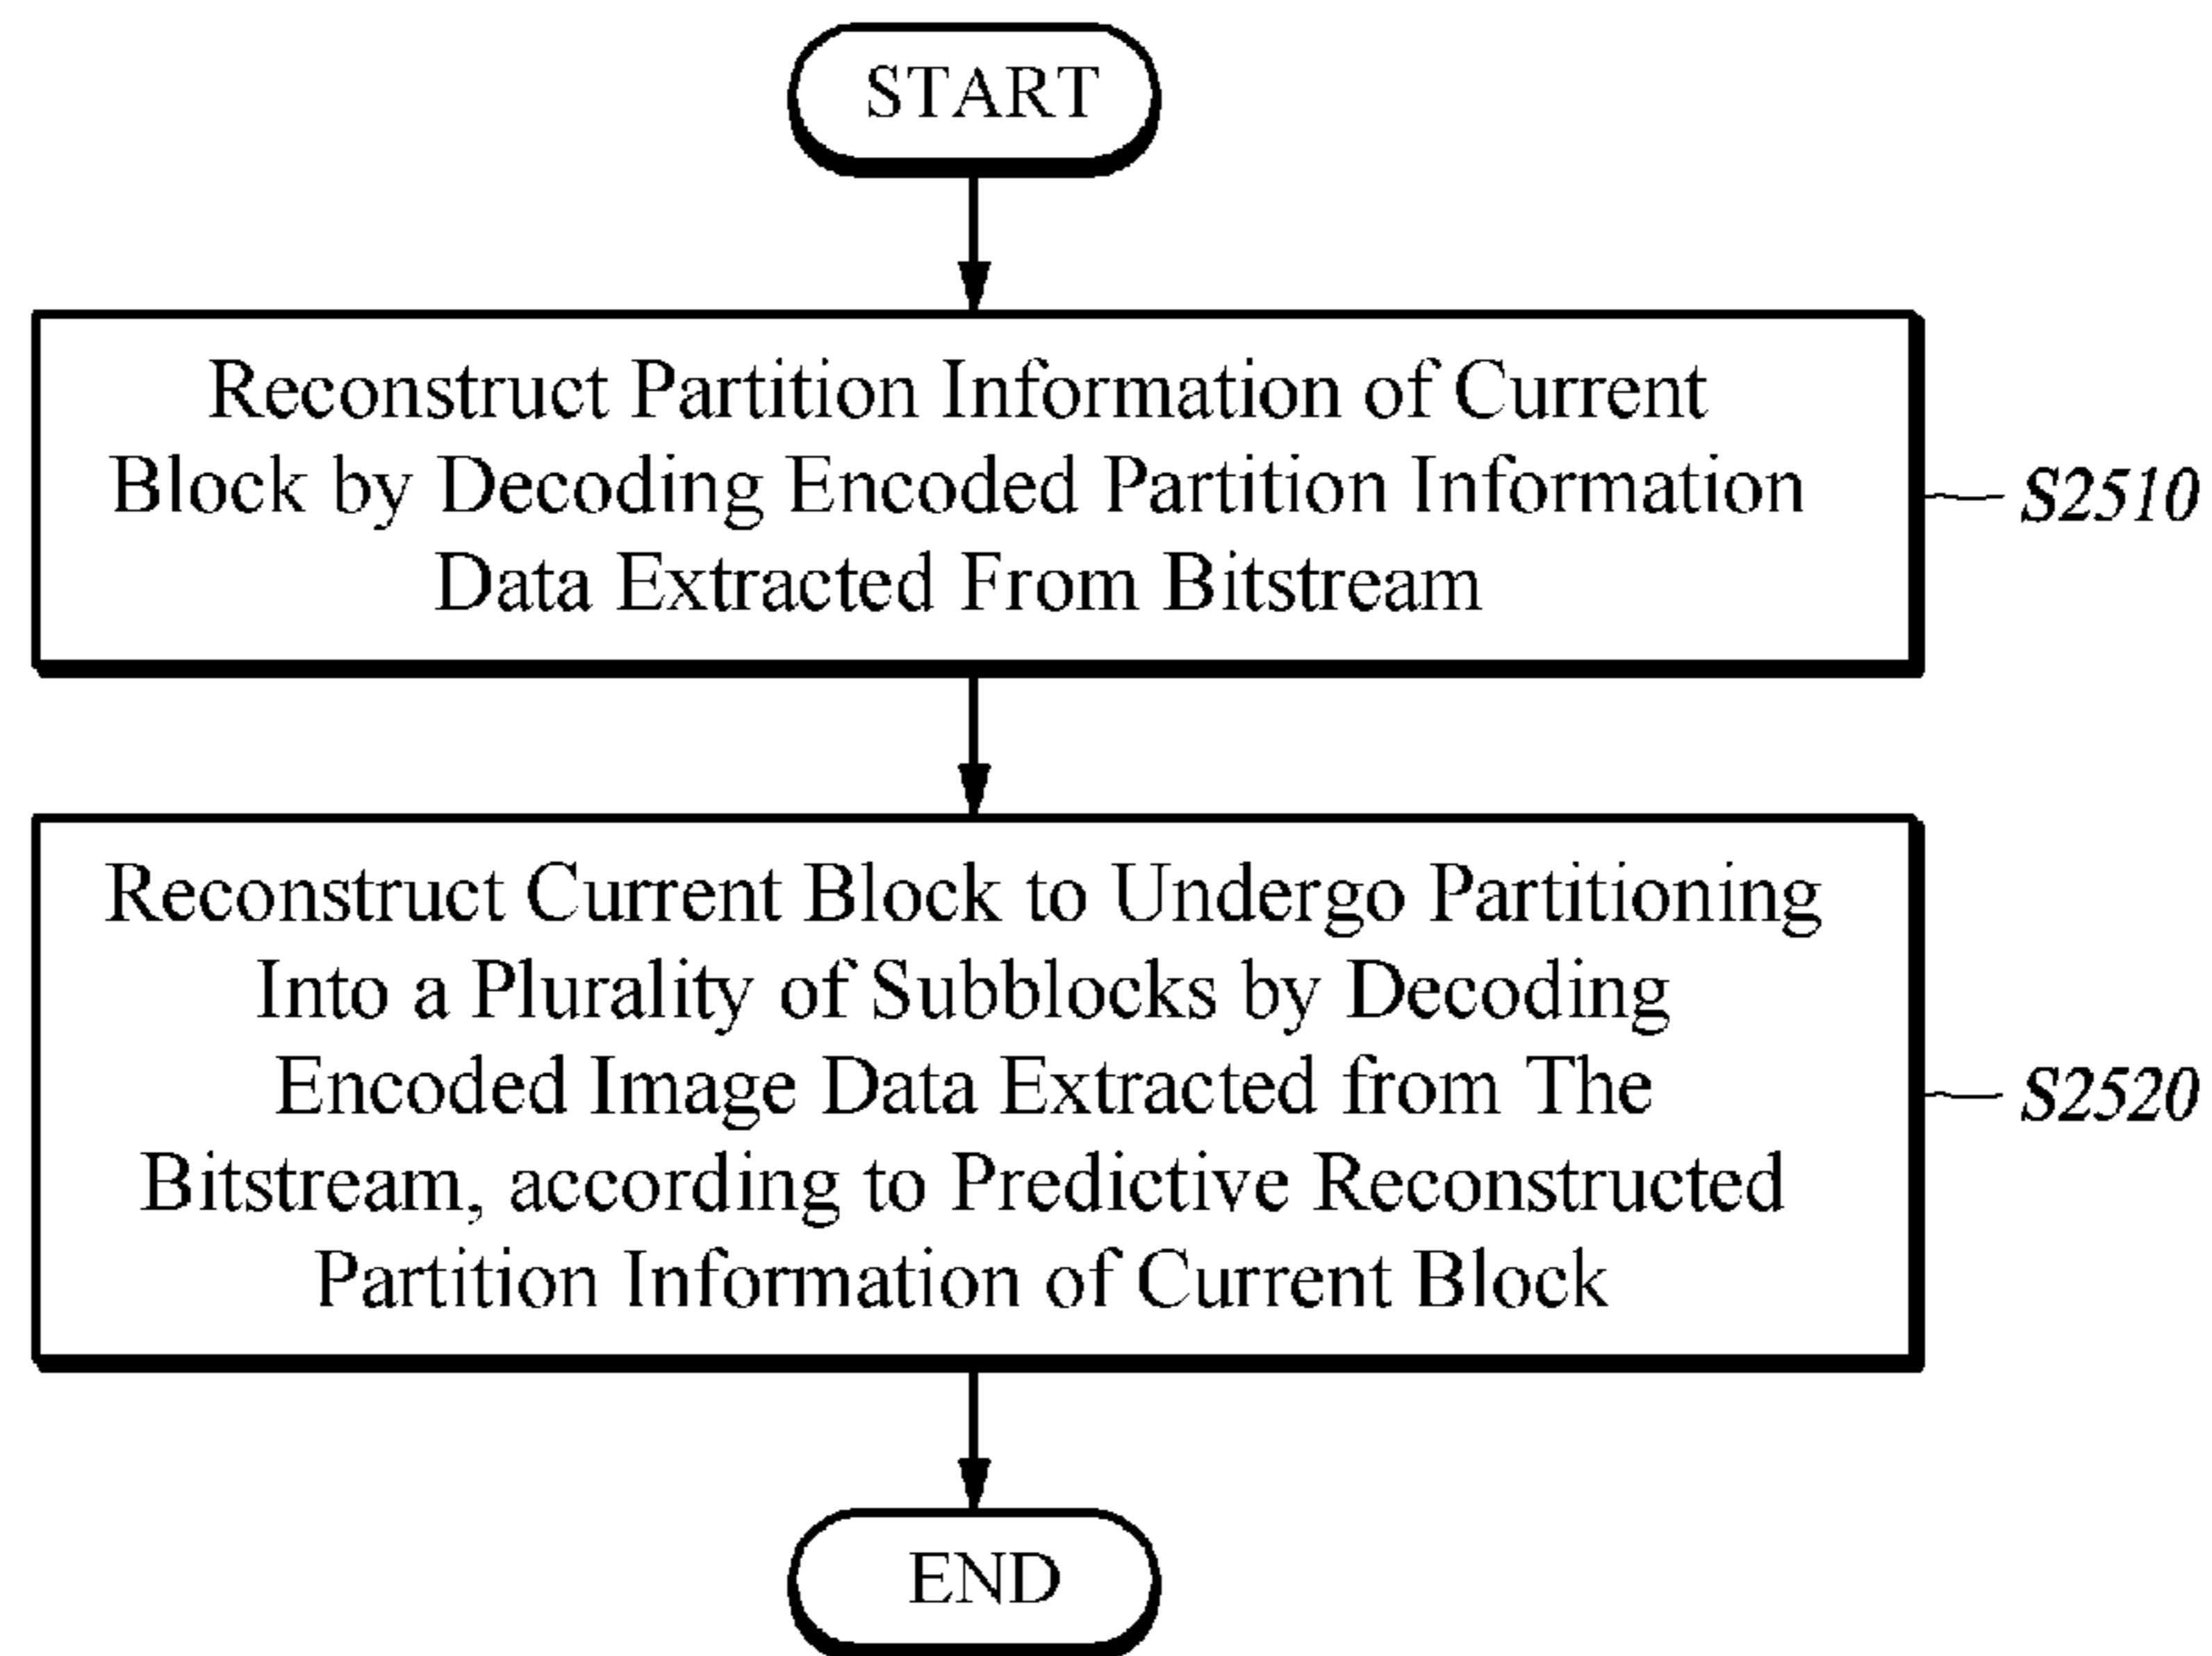 START
Reconstruct Partition Information of Current
Block by Decoding Encoded Partition Information
Data Extracted From Bitstream
S2510
Reconstruct Current Block to Undergo Partitioning
Into a Plurality of Subblocks by Decoding
Encoded Image Data Extracted from The
Bitstream, according to Predictive Reconstructed
Partition Information of Current Block
S2520
END